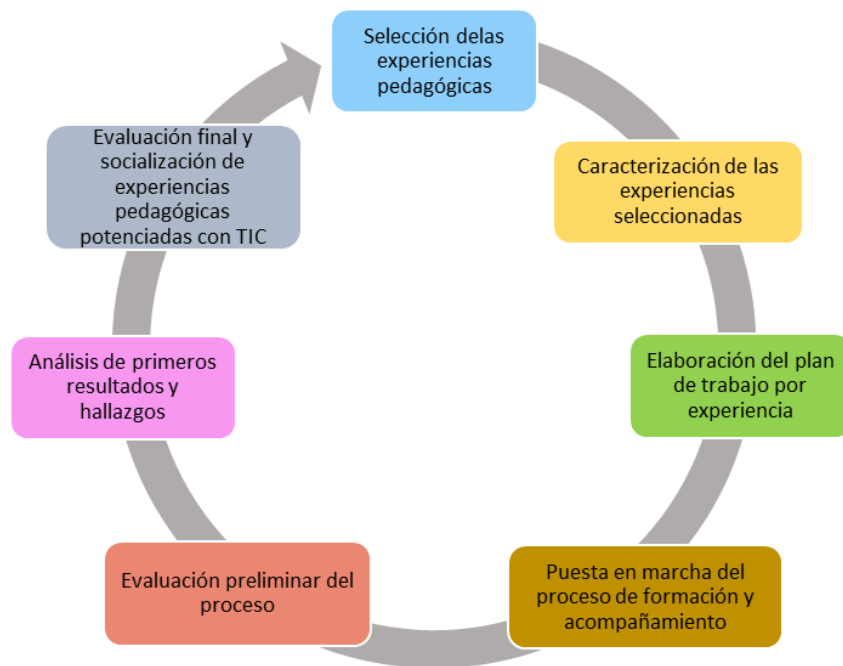 Selección delas
experiencias
pedagógicas
Caracterización de las
experiencias
seleccionadas
Elaboración del plan
de trabajo por
experiencia
Puesta en marcha del
proceso de formación y
acompañamiento
Evaluación preliminar del
proceso
Análisis de primeros
resultados y
hallazgos
Evaluación final y
socialización de
experiencias
pedagógicas
potenciadas con TIC